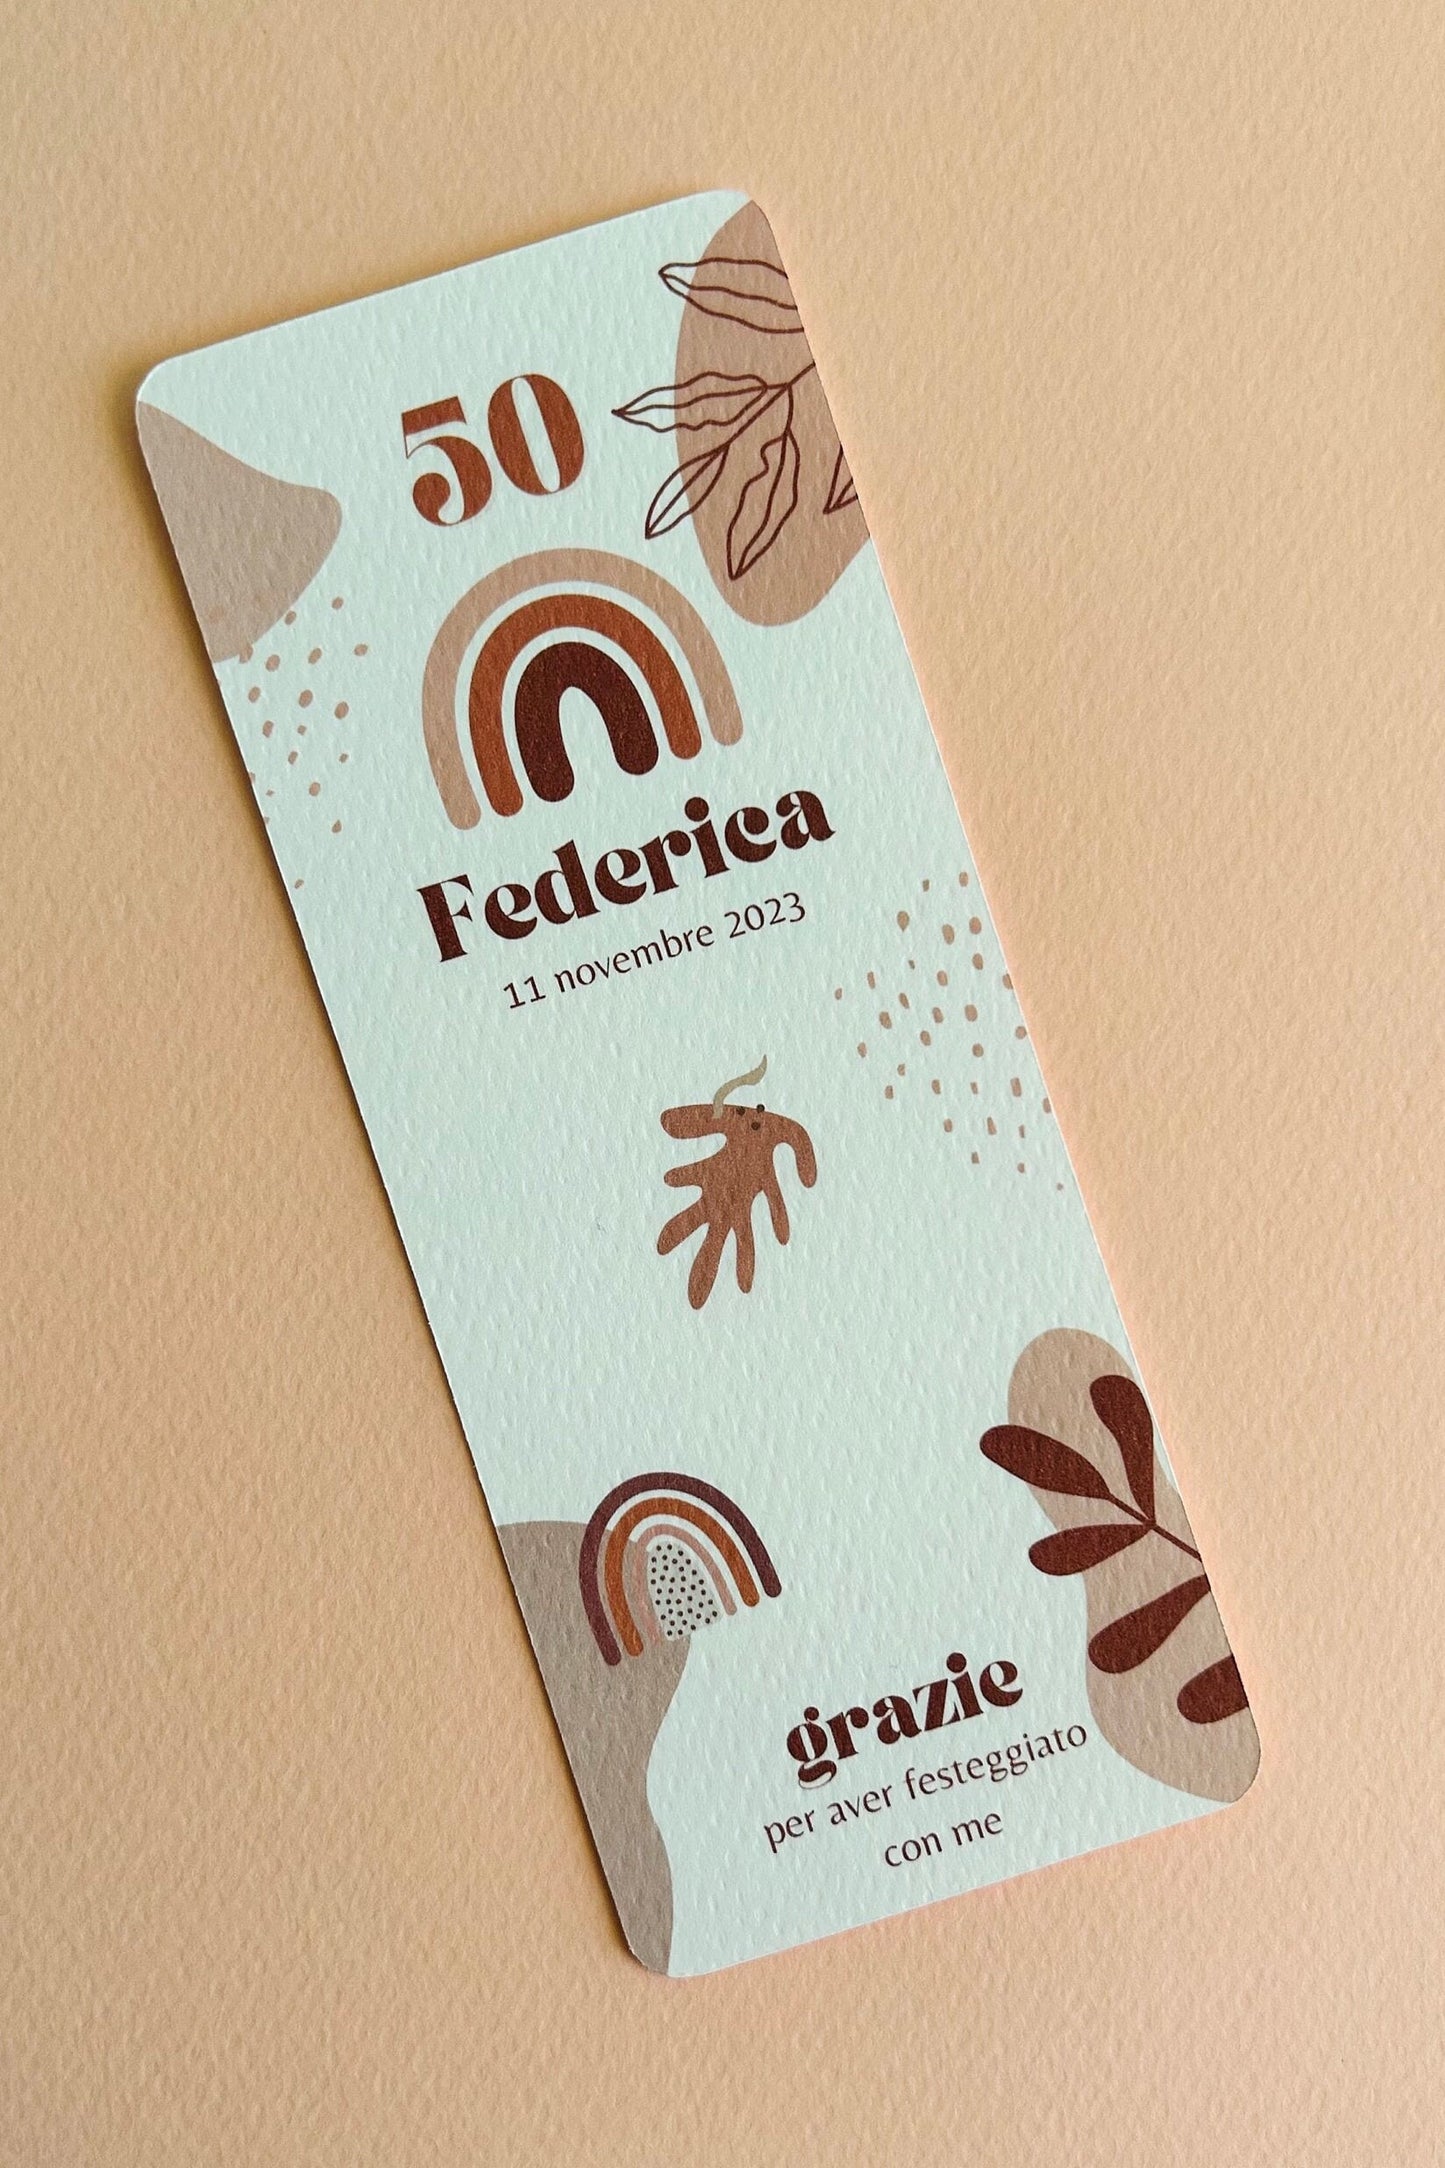 50
Federica
11 novembre 2023
grazie
per aver festeggiato
con me